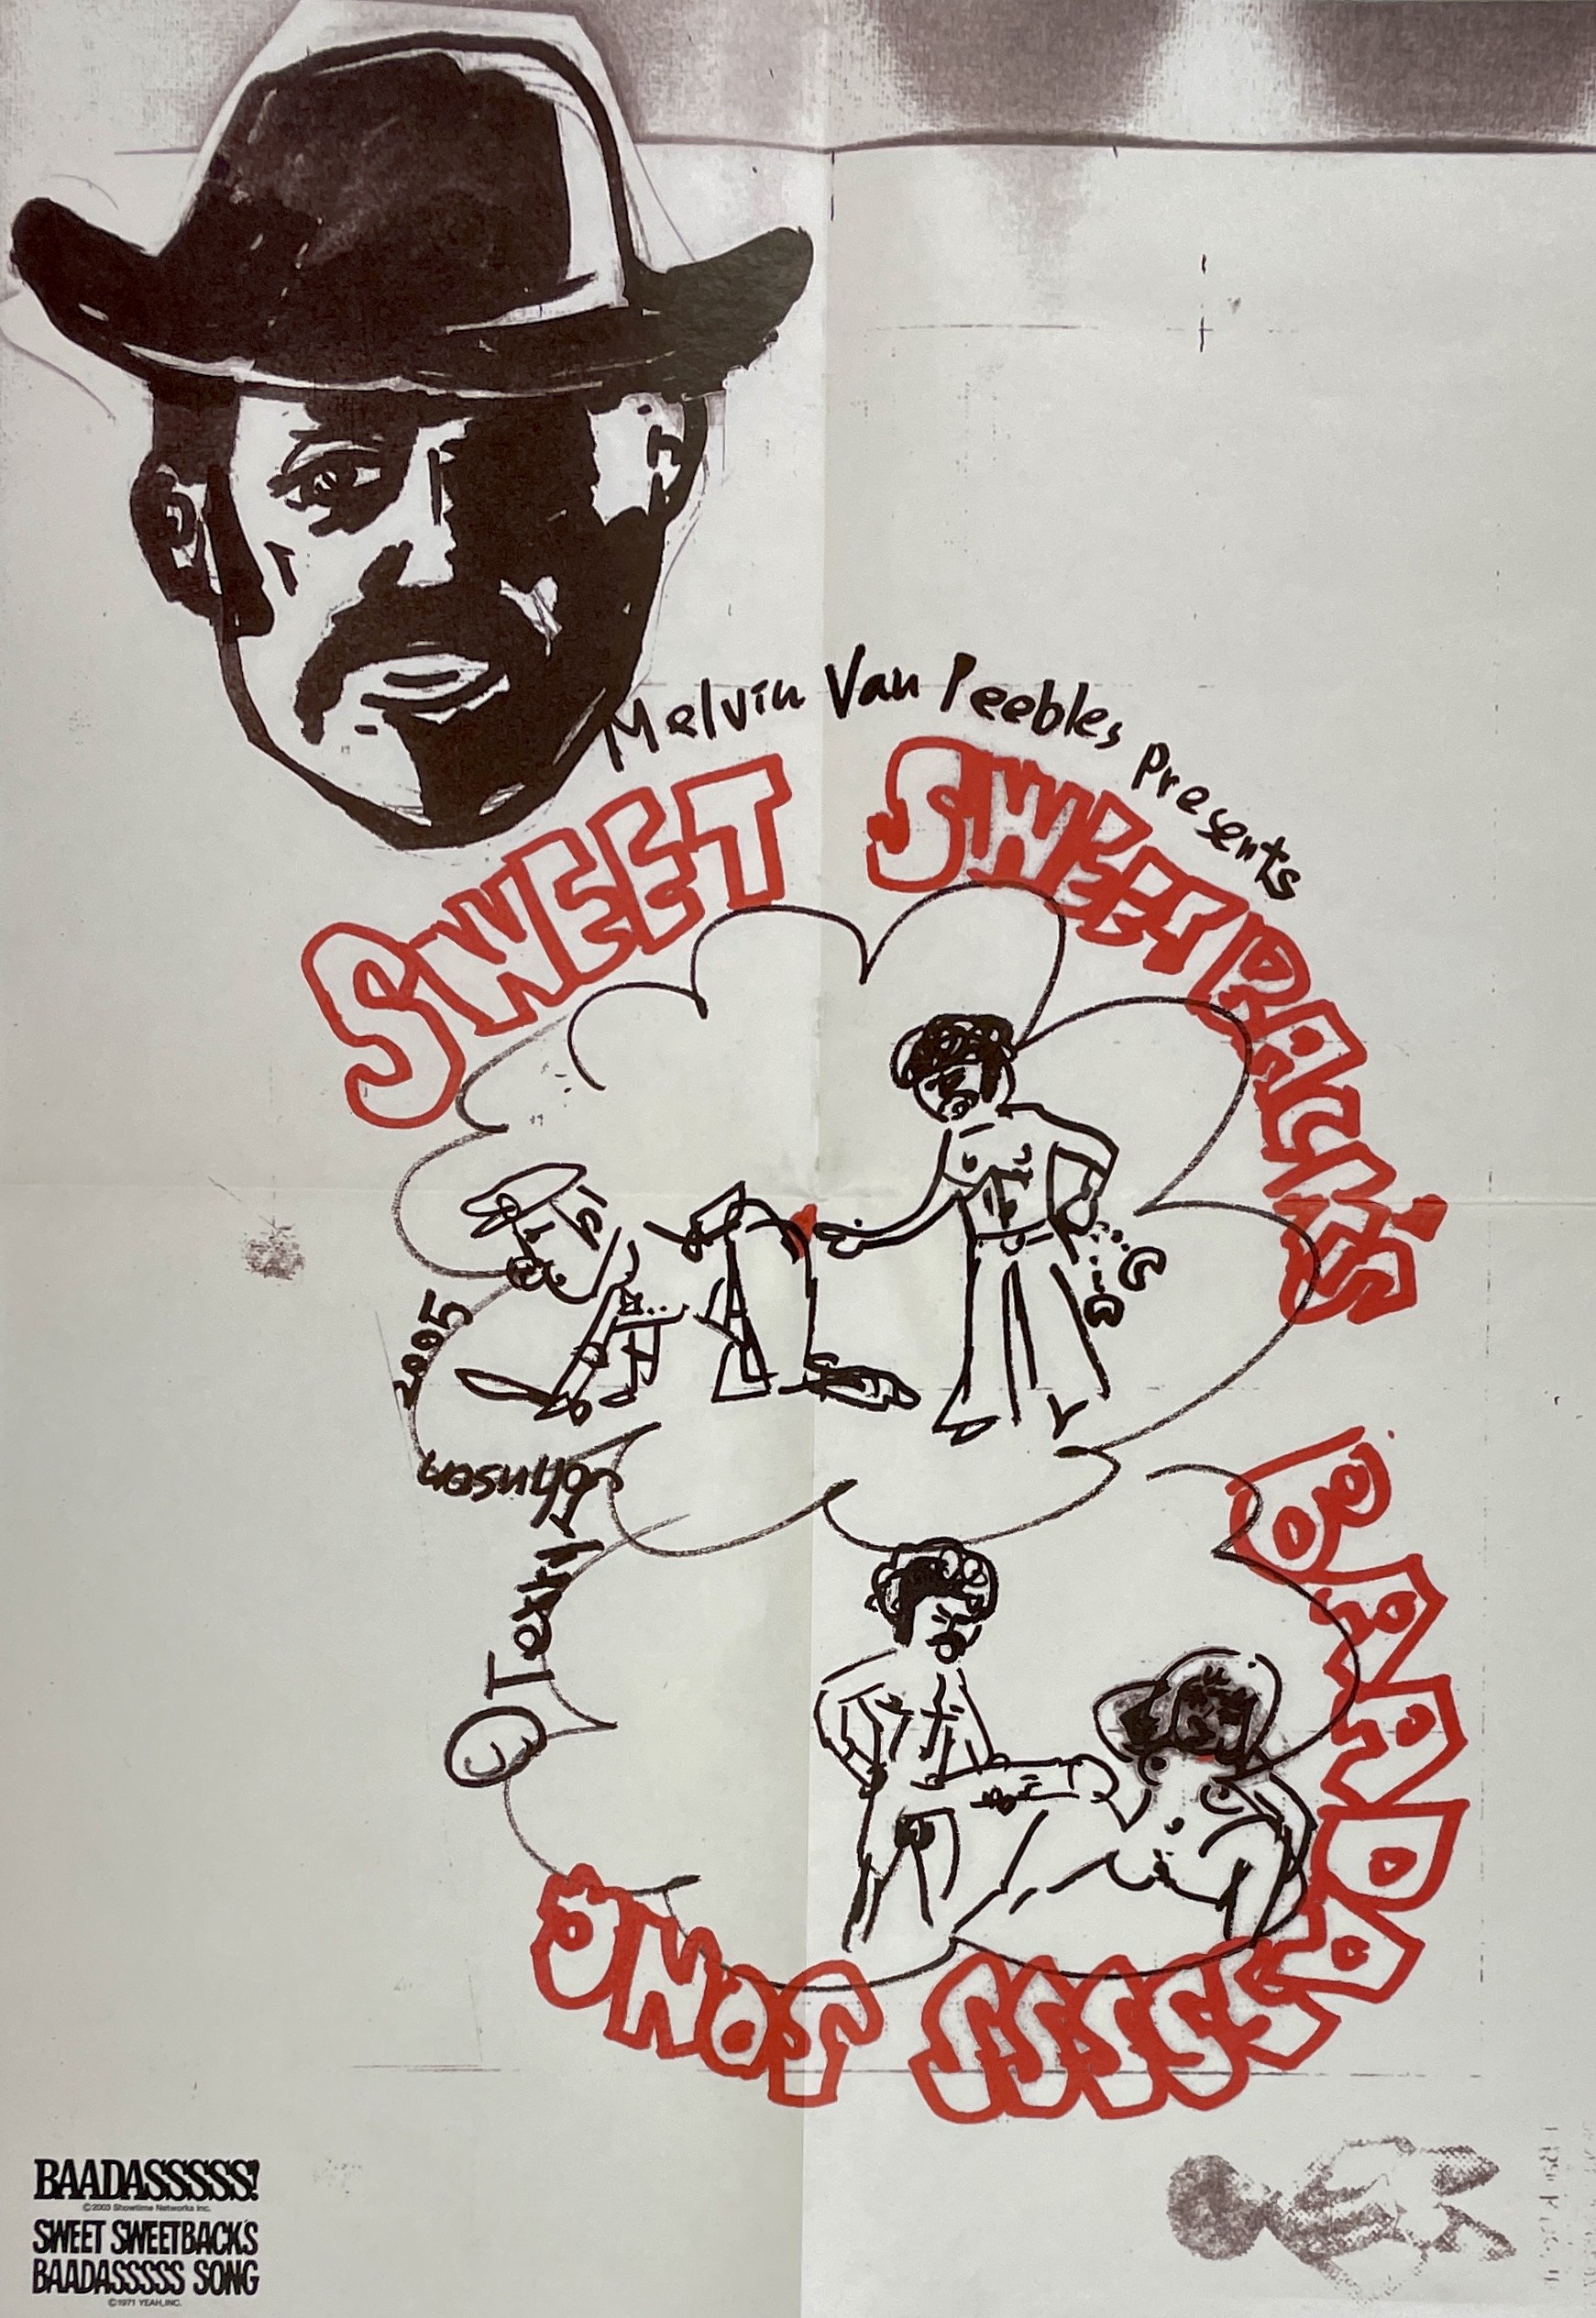 Melvin Van Peebles Presents
SWEET SWEETBACK'S
BAADASSSSS SONG
© Terry Johnson 2005
BAADASSSSS!
©2003 Showtime Networks Inc.
SWEET SWEETBACK'S
BAADASSSSS SONG
©1971 YEAH,INC.